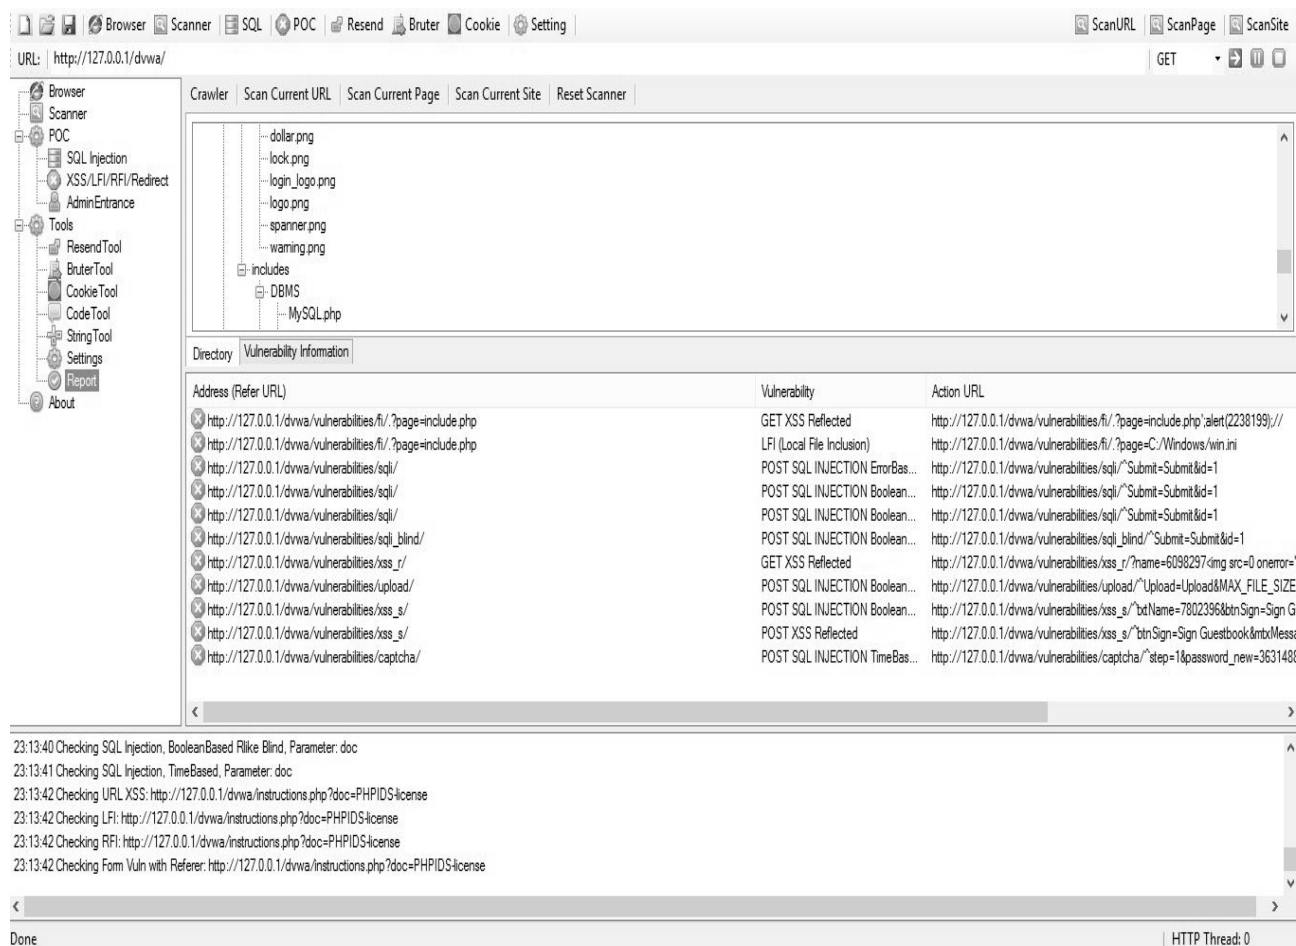 Browser Scanner SQL POC Resend Bruter Cookie Setting ScanURL ScanPage ScanSite
URL: http://127.0.0.1/dvwa/ GET
Browser
Scanner
POC
SQL Injection
XSS/LFI/RFI/Redirect
AdminEntrance
Tools
ResendTool
BruterTool
CookieTool
CodeTool
StringTool
Settings
Report
About
Crawler Scan Current URL Scan Current Page Scan Current Site Reset Scanner
dollar.png
lock.png
login_logo.png
logo.png
spanner.png
warning.png
includes
DBMS
MySQL.php
Directory Vulnerability Information
Address (Refer URL) Vulnerability Action URL
http://127.0.0.1/dvwa/vulnerabilities/fi/.?page=include.php GET XSS Reflected http://127.0.0.1/dvwa/vulnerabilities/fi/.?page=include.php';alert(2238199);//
http://127.0.0.1/dvwa/vulnerabilities/fi/.?page=include.php LFI (Local File Inclusion) http://127.0.0.1/dvwa/vulnerabilities/fi/.?page=C:/Windows/win.ini
http://127.0.0.1/dvwa/vulnerabilities/sqli/ POST SQL INJECTION ErrorBas... http://127.0.0.1/dvwa/vulnerabilities/sqli/^Submit=Submit&id=1
http://127.0.0.1/dvwa/vulnerabilities/sqli/ POST SQL INJECTION Boolean... http://127.0.0.1/dvwa/vulnerabilities/sqli/^Submit=Submit&id=1
http://127.0.0.1/dvwa/vulnerabilities/sqli/ POST SQL INJECTION Boolean... http://127.0.0.1/dvwa/vulnerabilities/sqli/^Submit=Submit&id=1
http://127.0.0.1/dvwa/vulnerabilities/sqli_blind/ POST SQL INJECTION Boolean... http://127.0.0.1/dvwa/vulnerabilities/sqli_blind/^Submit=Submit&id=1
http://127.0.0.1/dvwa/vulnerabilities/xss_r/ GET XSS Reflected http://127.0.0.1/dvwa/vulnerabilities/xss_r/?name=6098297<img src=0 onerror="
http://127.0.0.1/dvwa/vulnerabilities/upload/ POST SQL INJECTION Boolean... http://127.0.0.1/dvwa/vulnerabilities/upload/^Upload=Upload&MAX_FILE_SIZE
http://127.0.0.1/dvwa/vulnerabilities/xss_s/ POST SQL INJECTION Boolean... http://127.0.0.1/dvwa/vulnerabilities/xss_s/^txtName=7802396&btnSign=Sign G
http://127.0.0.1/dvwa/vulnerabilities/xss_s/ POST XSS Reflected http://127.0.0.1/dvwa/vulnerabilities/xss_s/^btnSign=Sign Guestbook&mtxMessa
http://127.0.0.1/dvwa/vulnerabilities/captcha/ POST SQL INJECTION TimeBas... http://127.0.0.1/dvwa/vulnerabilities/captcha/^step=1&password_new=3631488
23:13:40 Checking SQL Injection, BooleanBased Rlike Blind, Parameter: doc
23:13:41 Checking SQL Injection, TimeBased, Parameter: doc
23:13:42 Checking URL XSS: http://127.0.0.1/dvwa/instructions.php?doc=PHPIDS-license
23:13:42 Checking LFI: http://127.0.0.1/dvwa/instructions.php?doc=PHPIDS-license
23:13:42 Checking RFI: http://127.0.0.1/dvwa/instructions.php?doc=PHPIDS-license
23:13:42 Checking Form Vuln with Referer: http://127.0.0.1/dvwa/instructions.php?doc=PHPIDS-license
Done HTTP Thread: 0